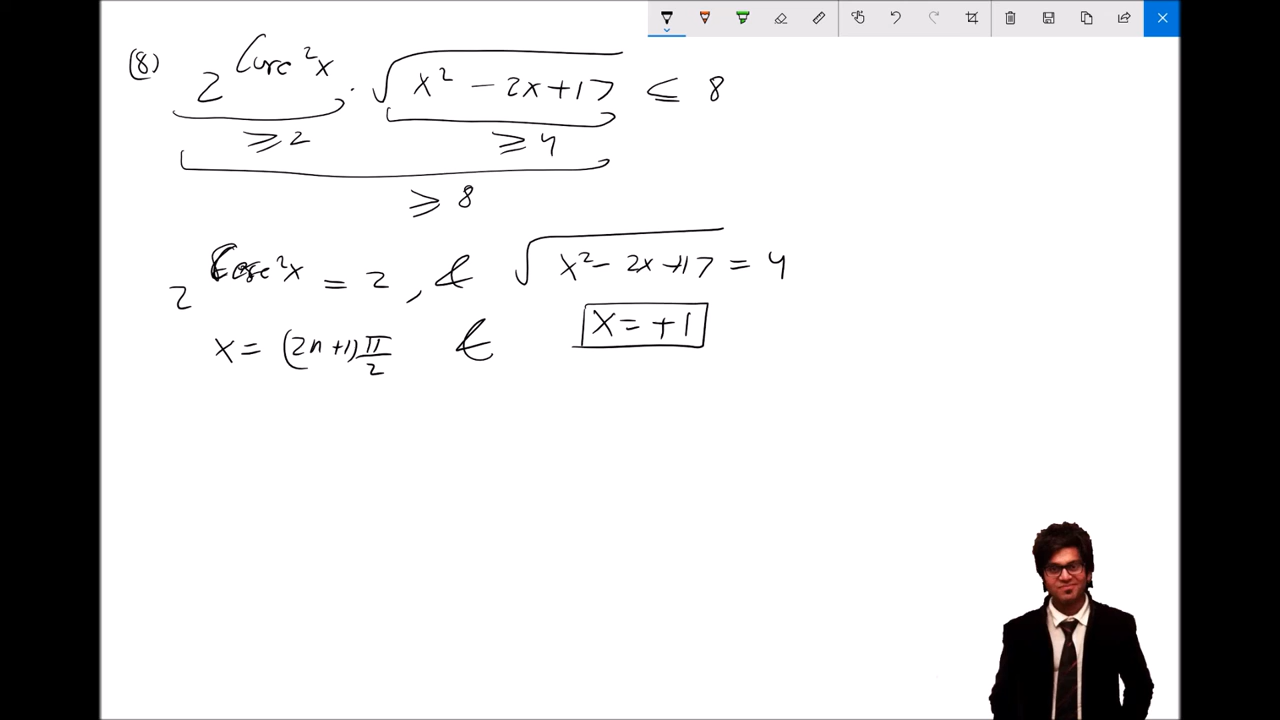 (8) 2^Cosec²x · √(x² − 2x + 17) ≤ 8
≥ 2 ≥ 4
≥ 8
2^Cosec²x = 2 , & √(x² − 2x + 17) = 4
x = (2n + 1) π/2 & x = + 1